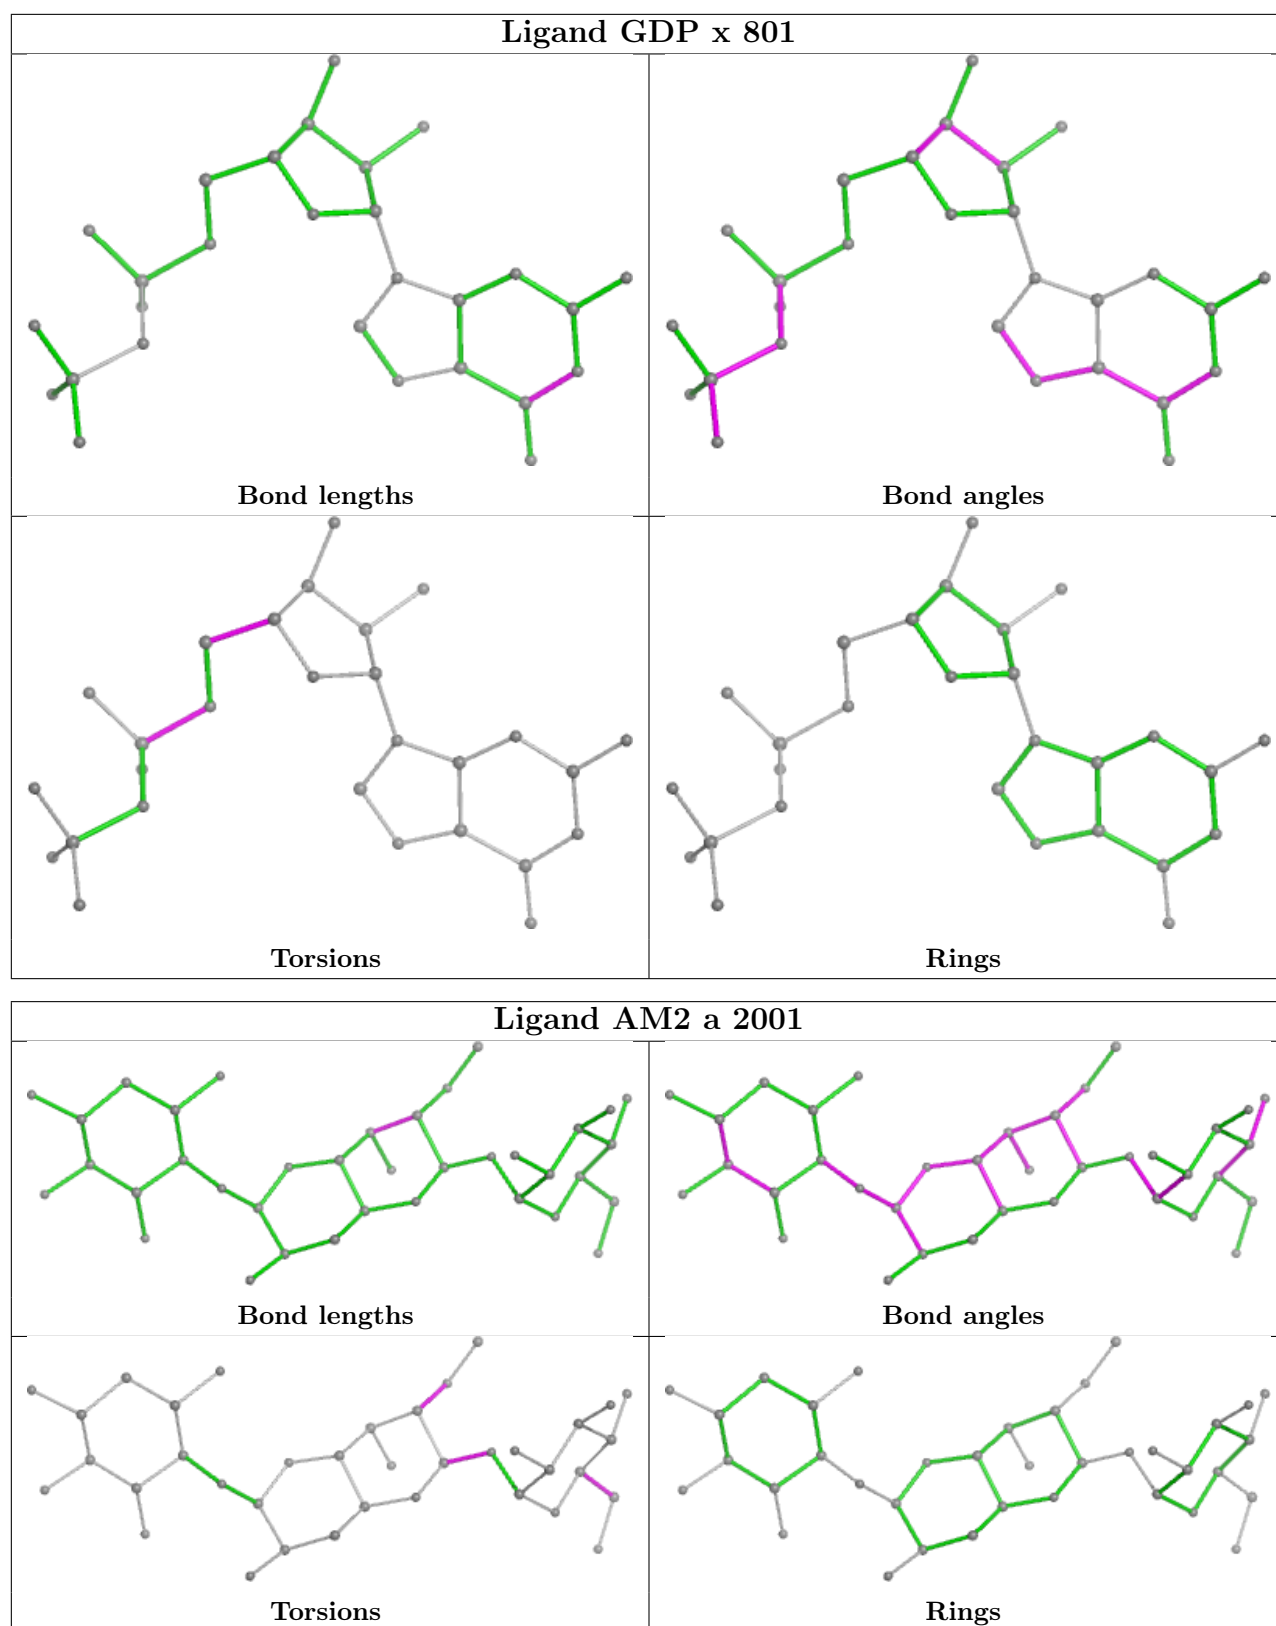 Ligand GDP x 801
Bond lengths
Bond angles
Torsions
Rings
Ligand AM2 a 2001
Bond lengths
Bond angles
Torsions
Rings